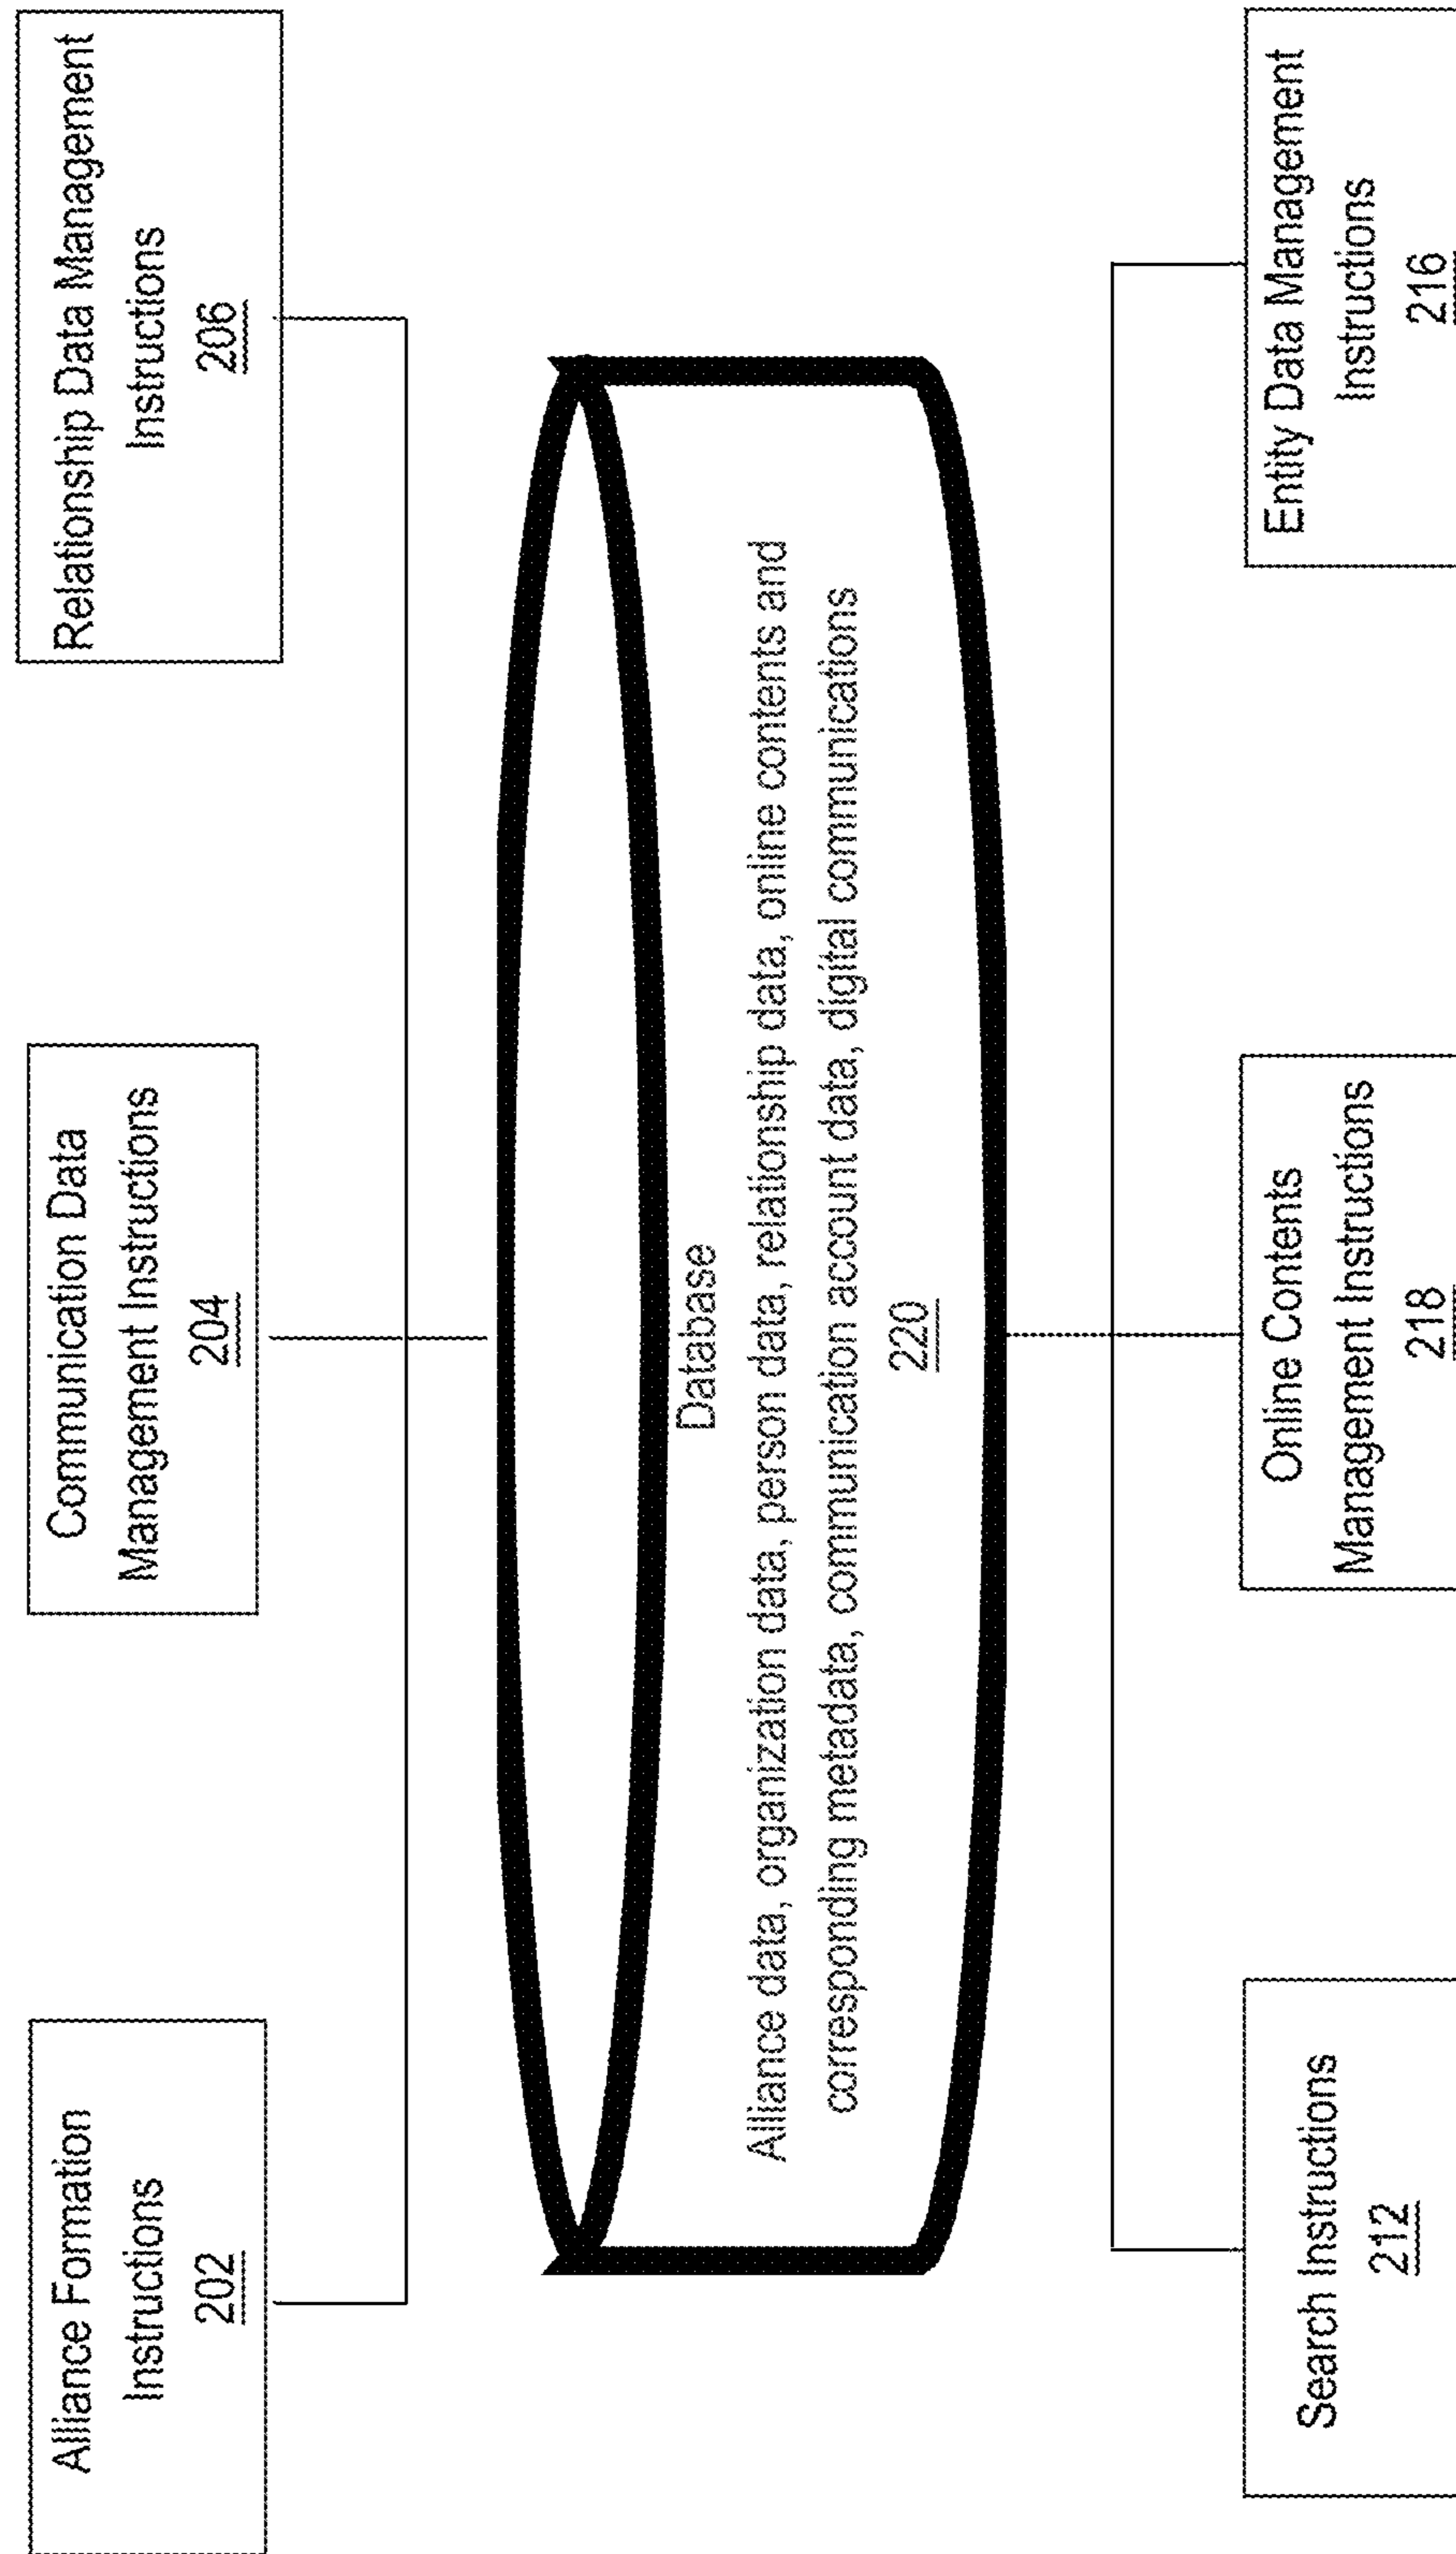 Alliance Formation
Instructions
202
Communication Data
Management Instructions
204
Relationship Data Management
Instructions
206
Database
Alliance data, organization data, person data, relationship data, online contents and
corresponding metadata, communication account data, digital communications
220
Search Instructions
212
Online Contents
Management Instructions
218
Entity Data Management
Instructions
216